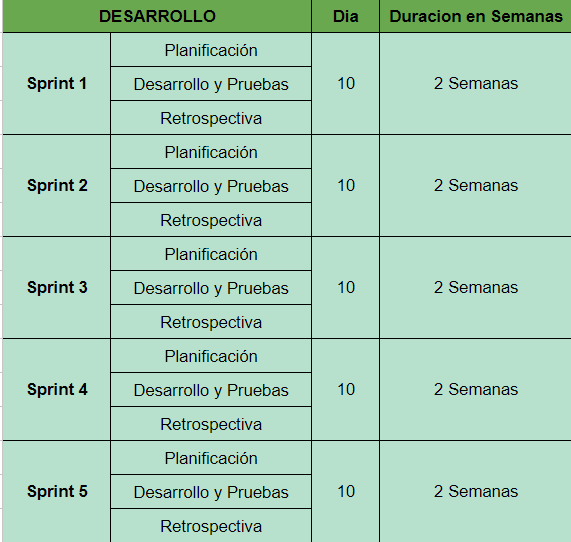 DESARROLLO Dia Duracion en Semanas
Planificación
Sprint 1 Desarrollo y Pruebas 10 2 Semanas
Retrospectiva
Planificación
Sprint 2 Desarrollo y Pruebas 10 2 Semanas
Retrospectiva
Planificación
Sprint 3 Desarrollo y Pruebas 10 2 Semanas
Retrospectiva
Planificación
Sprint 4 Desarrollo y Pruebas 10 2 Semanas
Retrospectiva
Planificación
Sprint 5 Desarrollo y Pruebas 10 2 Semanas
Retrospectiva